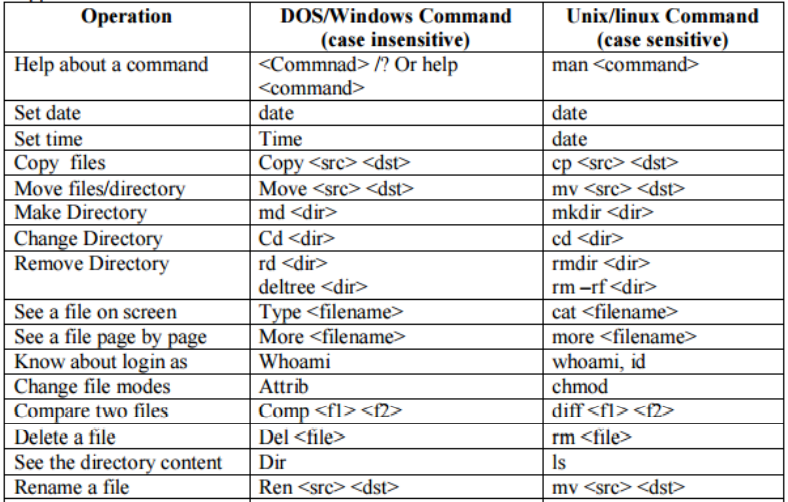 Operation DOS/Windows Command Unix/linux Command
(case insensitive) (case sensitive)
Help about a command <Commnad> /? Or help man <command>
<command>
Set date date date
Set time Time date
Copy files Copy <src> <dst> cp <src> <dst>
Move files/directory Move <src> <dst> mv <src> <dst>
Make Directory md <dir> mkdir <dir>
Change Directory Cd <dir> cd <dir>
Remove Directory rd <dir> rmdir <dir>
deltree <dir> rm –rf <dir>
See a file on screen Type <filename> cat <filename>
See a file page by page More <filename> more <filename>
Know about login as Whoami whoami, id
Change file modes Attrib chmod
Compare two files Comp <f1> <f2> diff <f1> <f2>
Delete a file Del <file> rm <file>
See the directory content Dir ls
Rename a file Ren <src> <dst> mv <src> <dst>